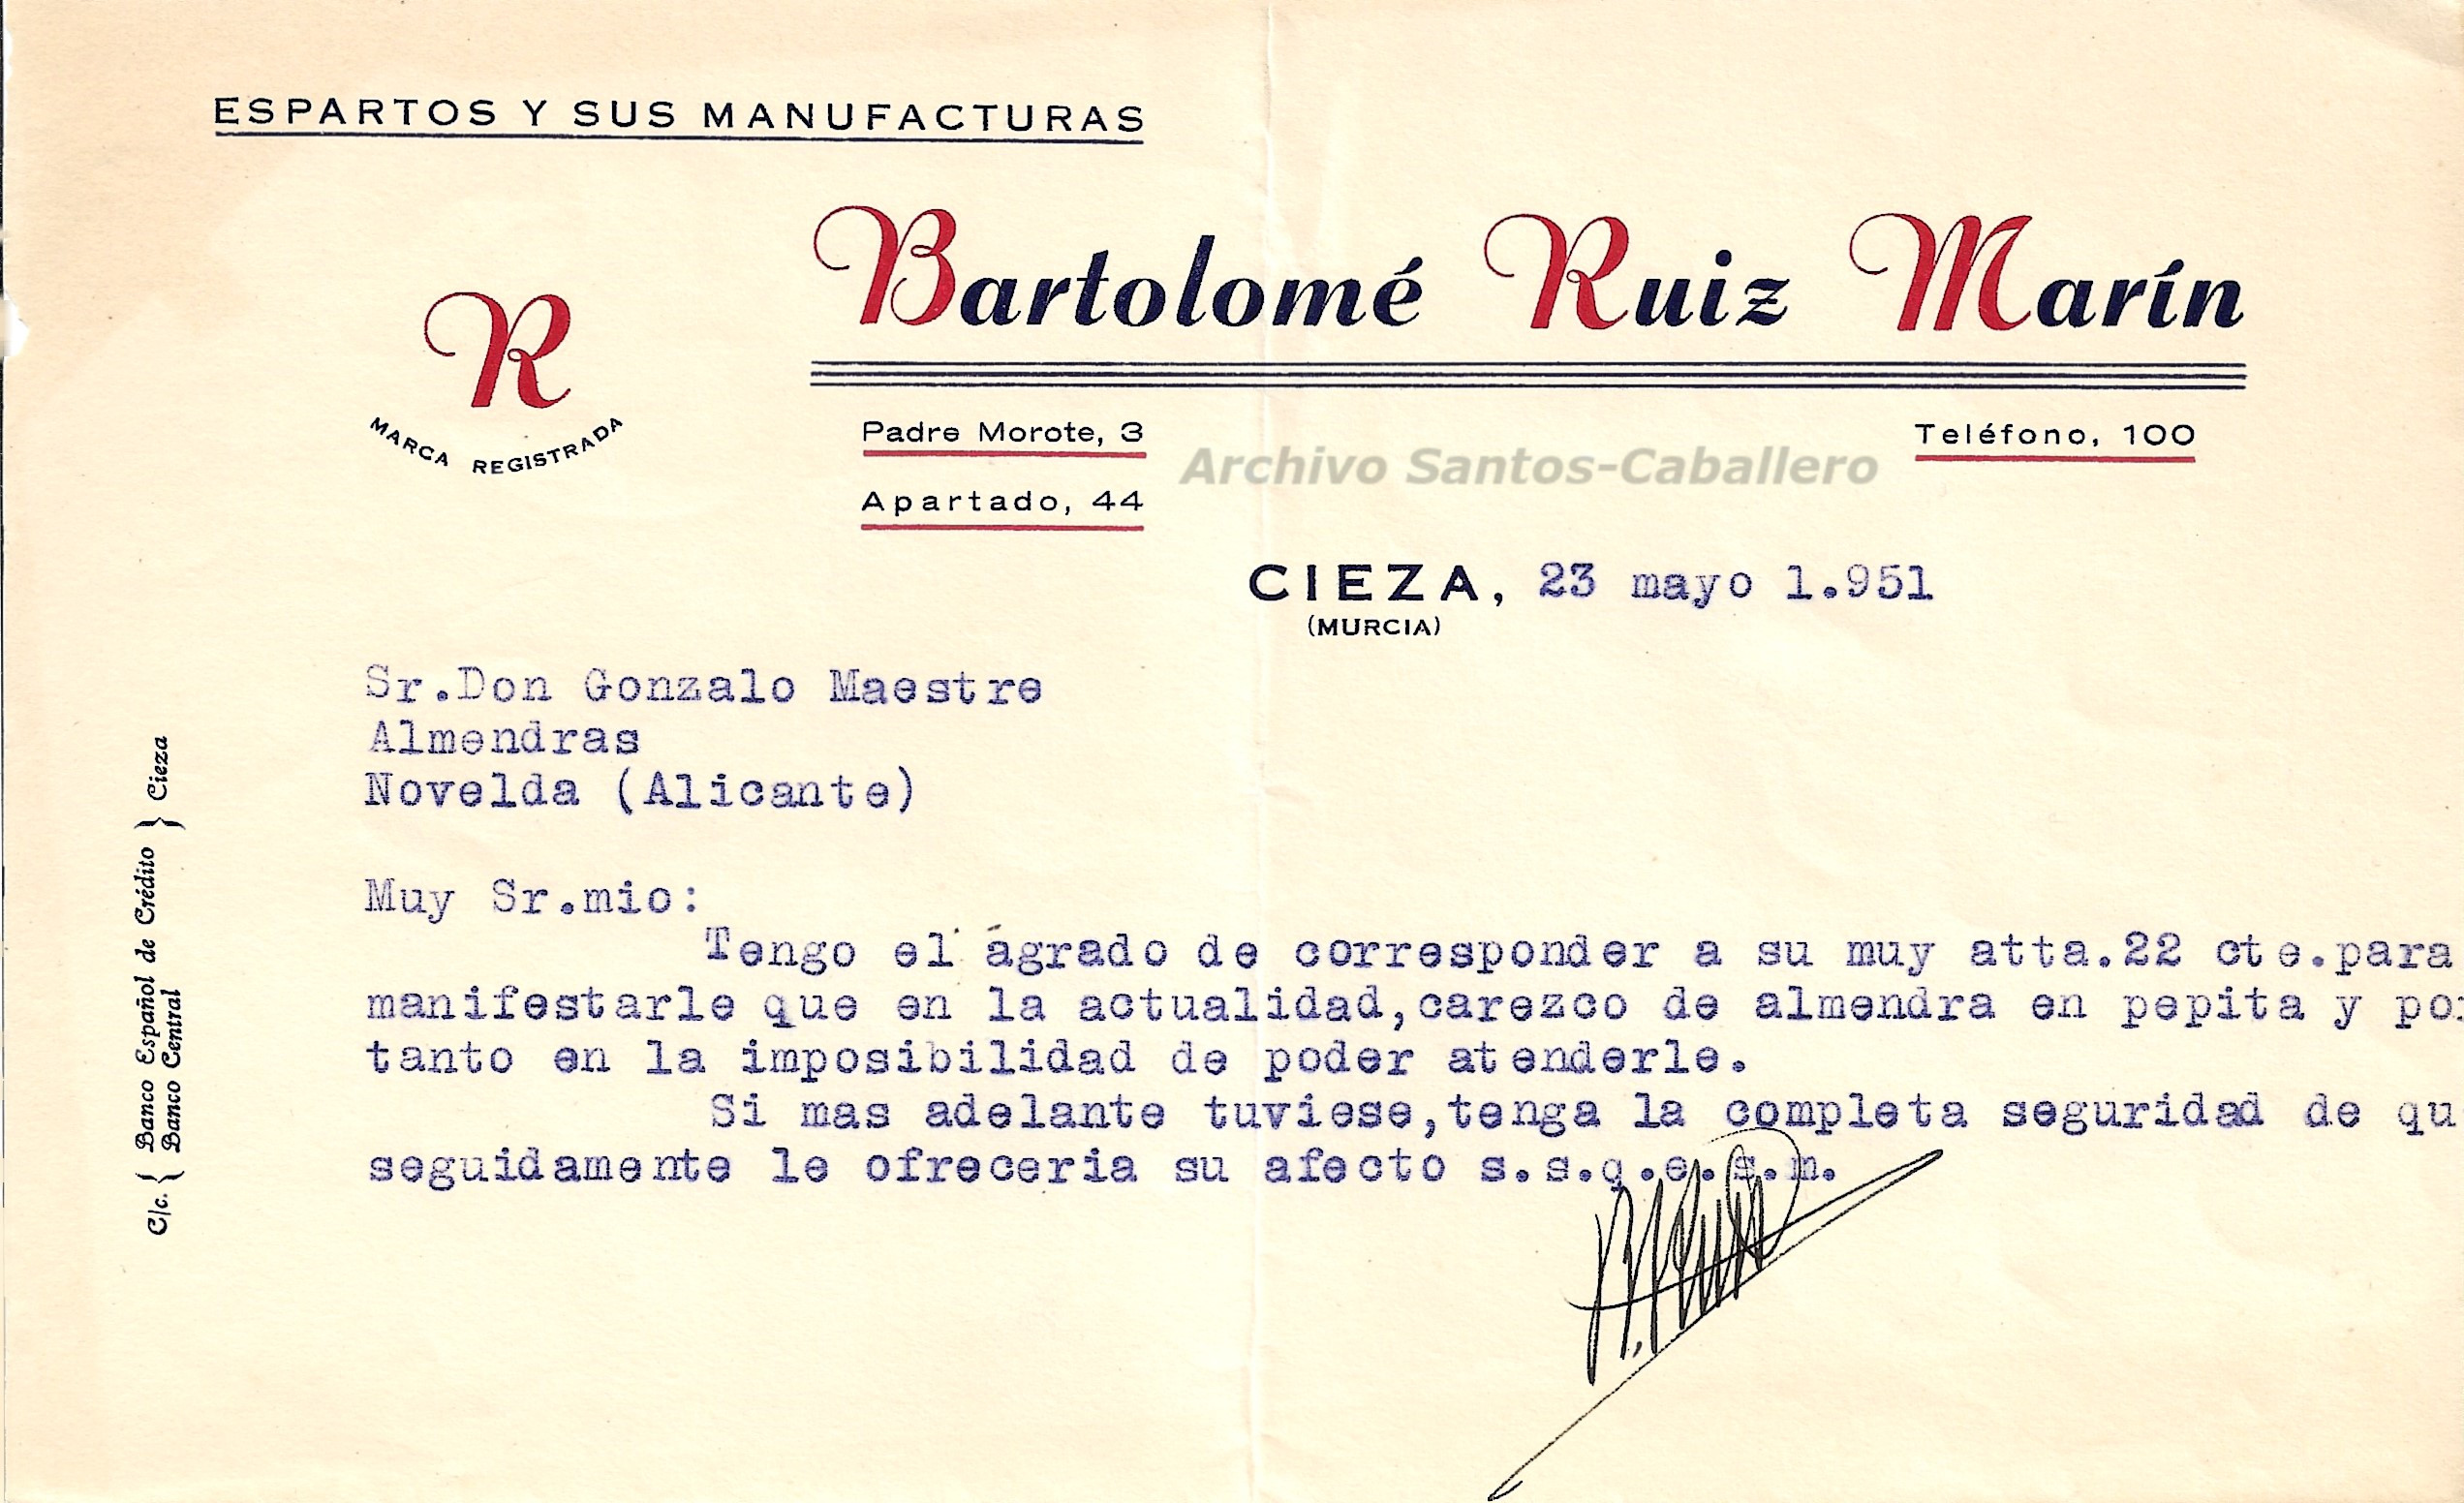 ESPARTOS Y SUS MANUFACTURAS
Bartolomé Ruiz Marín
R
MARCA REGISTRADA
Padre Morote, 3
Teléfono, 100
Archivo Santos-Caballero
Apartado, 44
CIEZA, 23 mayo 1.951
(MURCIA)
Sr.Don Gonzalo Maestre
Almendras
Novelda (Alicante)
C/c. { Banco Español de Crédito } Cieza
Banco Central
Muy Sr.mio:
Tengo el agrado de corresponder a su muy atta.22 cte.para
manifestarle que en la actualidad,carezco de almendra en pepita y
tanto en la imposibilidad de poder atenderle.
Si mas adelante tuviese,tenga la completa seguridad de qu
seguidamente le ofreceria su afecto s.s.q.e.s.m.